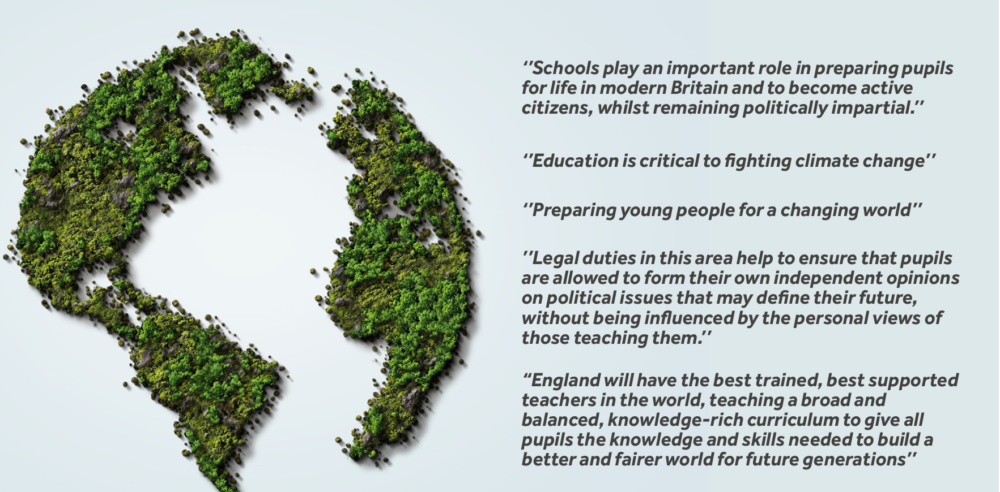 ‘’Schools play an important role in preparing pupils
for life in modern Britain and to become active
citizens, whilst remaining politically impartial.’’
‘’Education is critical to fighting climate change’’
‘’Preparing young people for a changing world’’
’’Legal duties in this area help to ensure that pupils
are allowed to form their own independent opinions
on political issues that may define their future,
without being influenced by the personal views of
those teaching them.’’
“England will have the best trained, best supported
teachers in the world, teaching a broad and
balanced, knowledge-rich curriculum to give all
pupils the knowledge and skills needed to build a
better and fairer world for future generations’’